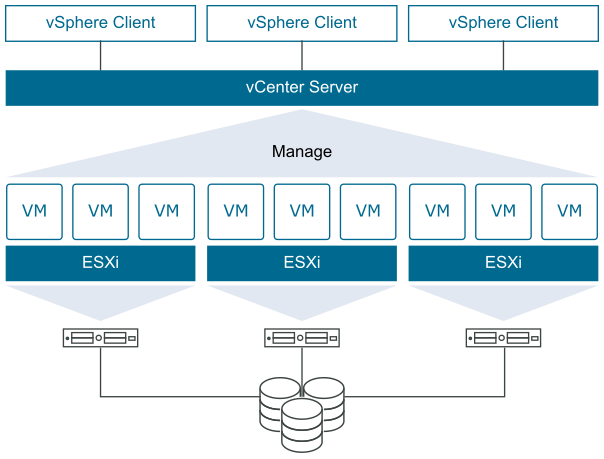 vSphere Client
vSphere Client
vSphere Client
vCenter Server
Manage
VM
VM
VM
VM
VM
VM
VM
VM
VM
ESXi
ESXi
ESXi